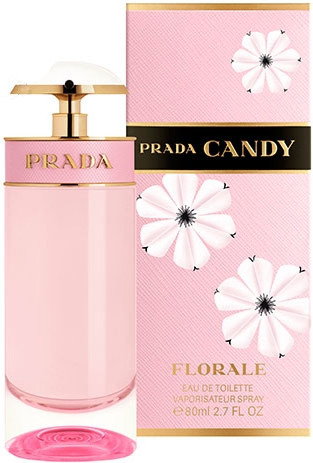 PRADA
PRADA CANDY
FLORALE
EAU DE TOILETTE
VAPORISATEUR SPRAY
℮80ml 2.7 FL OZ